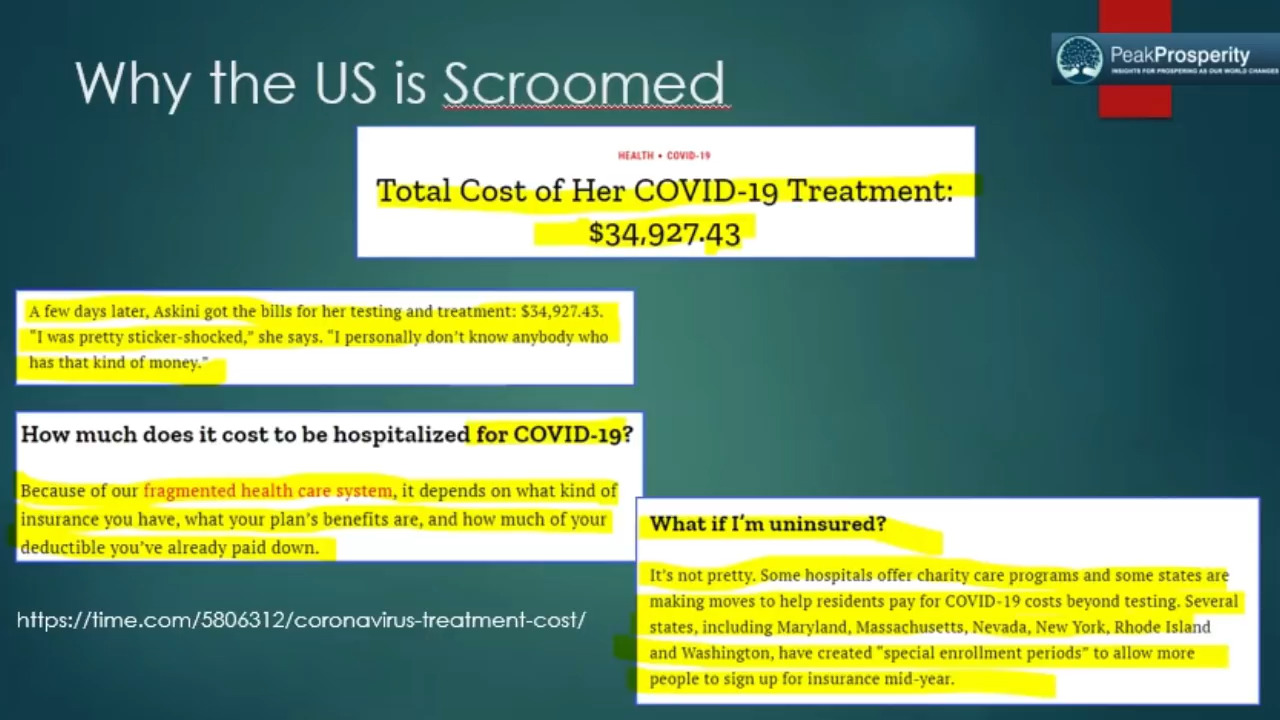 Why the US is Scroomed
PeakProsperity
INSIGHTS FOR PROSPERING AS OUR WORLD CHANGES
HEALTH • COVID-19
Total Cost of Her COVID-19 Treatment:
$34,927.43
A few days later, Askini got the bills for her testing and treatment: $34,927.43.
“I was pretty sticker-shocked,” she says. “I personally don’t know anybody who
has that kind of money.”
How much does it cost to be hospitalized for COVID-19?
Because of our fragmented health care system, it depends on what kind of
insurance you have, what your plan’s benefits are, and how much of your
deductible you’ve already paid down.
What if I’m uninsured?
It’s not pretty. Some hospitals offer charity care programs and some states are
making moves to help residents pay for COVID-19 costs beyond testing. Several
states, including Maryland, Massachusetts, Nevada, New York, Rhode Island
and Washington, have created “special enrollment periods” to allow more
people to sign up for insurance mid-year.
https://time.com/5806312/coronavirus-treatment-cost/